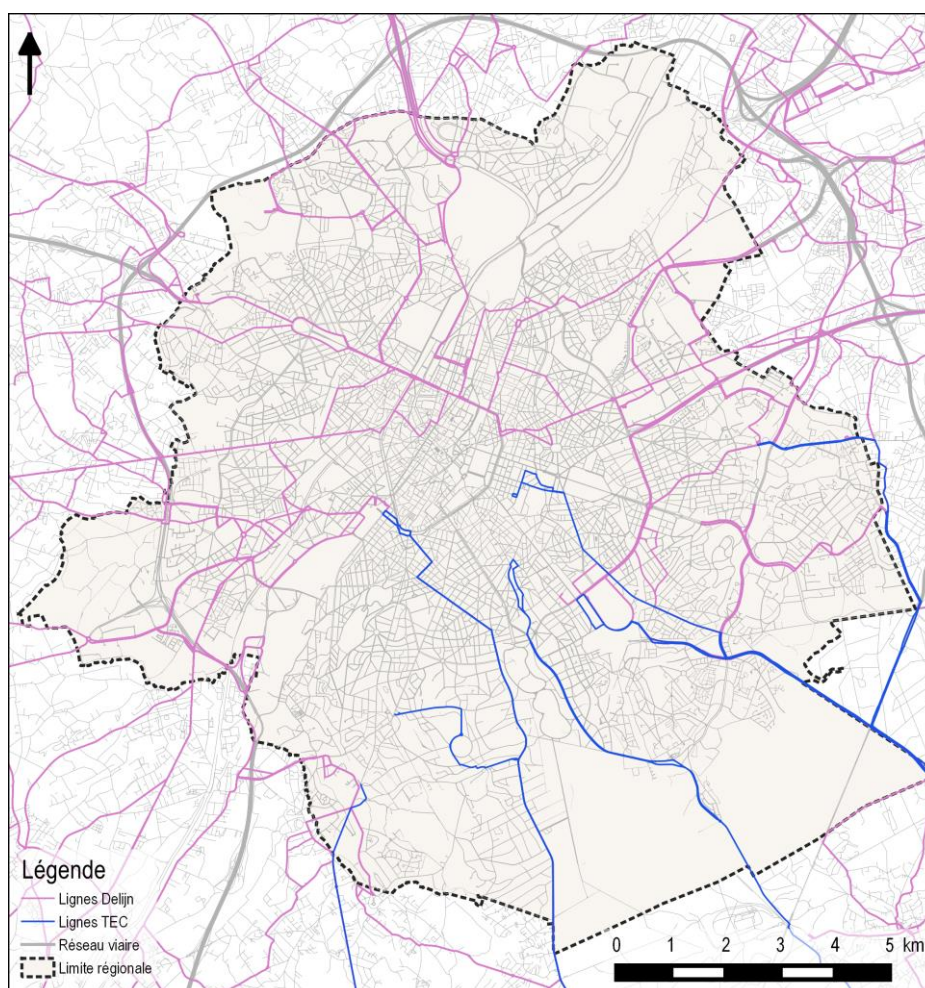 Légende
Lignes Delijn
Lignes TEC
Réseau viaire
Limite régionale
0 1 2 3 4 5 km